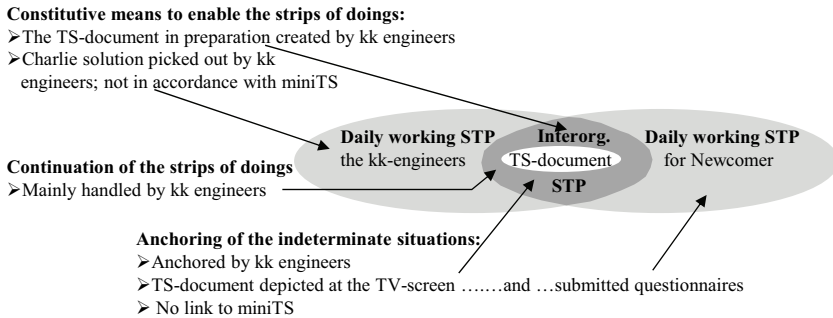 Constitutive means to enable the strips of doings:
➢The TS-document in preparation created by kk engineers
➢Charlie solution picked out by kk
engineers; not in accordance with miniTS
Daily working STP
the kk-engineers
Interorg.
TS-document
STP
Daily working STP
for Newcomer
Continuation of the strips of doings
➢Mainly handled by kk engineers
Anchoring of the indeterminate situations:
➢Anchored by kk engineers
➢TS-document depicted at the TV-screen …....…and …submitted questionnaires
➢ No link to miniTS